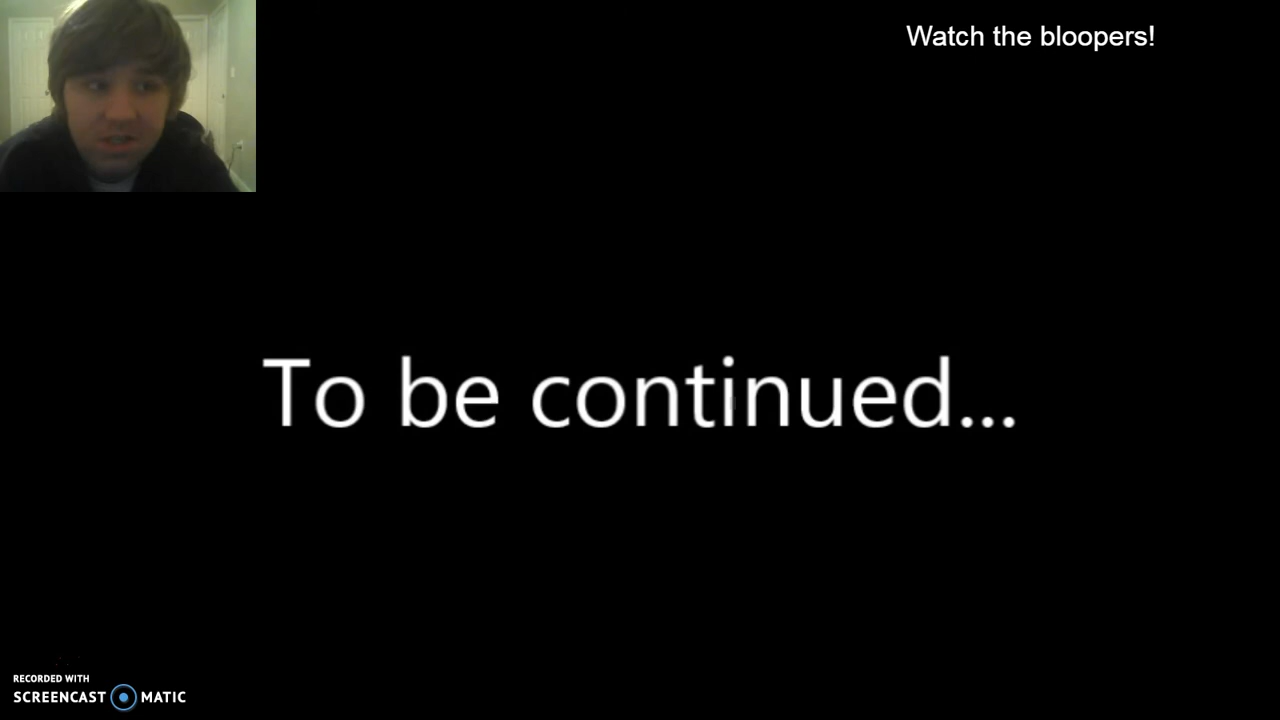 Watch the bloopers!
To be continued...
RECORDED WITH
SCREENCAST MATIC